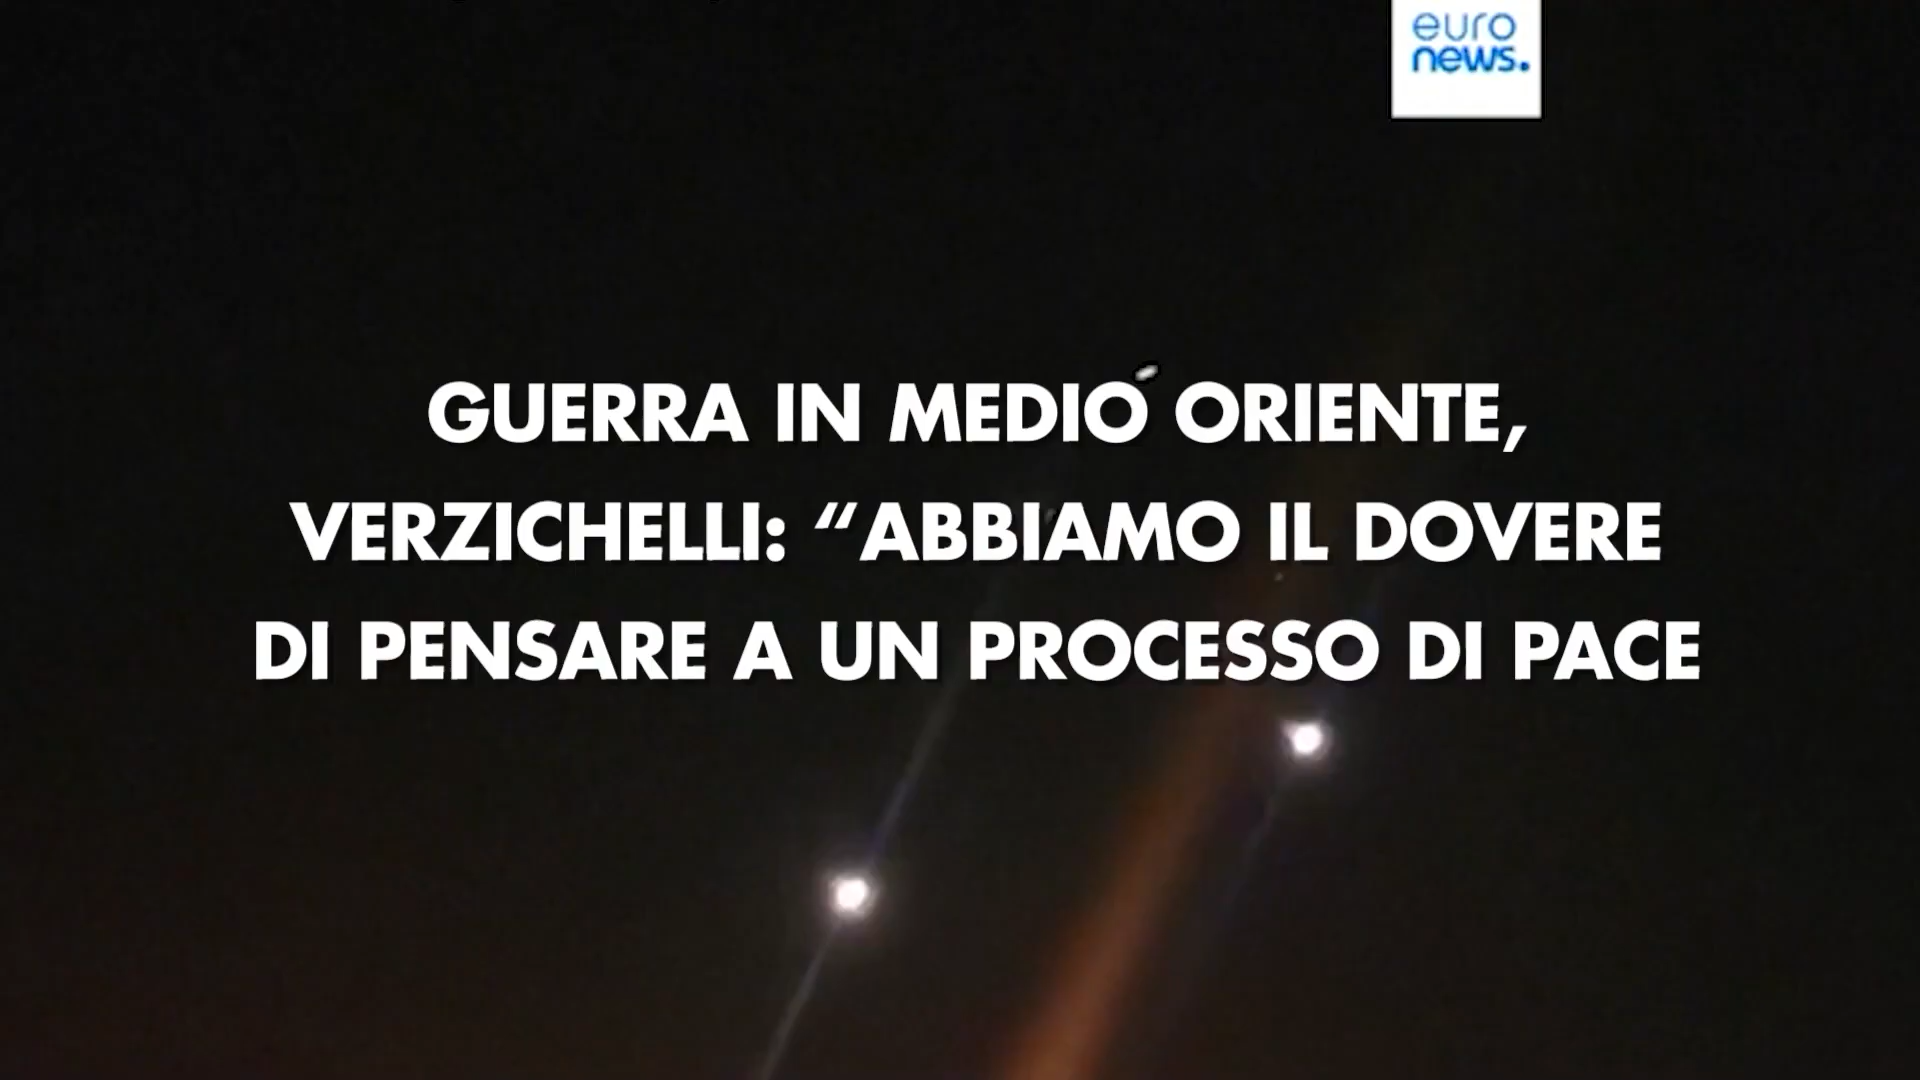 euro
news.
GUERRA IN MEDIO ORIENTE,
VERZICHELLI: “ABBIAMO IL DOVERE
DI PENSARE A UN PROCESSO DI PACE